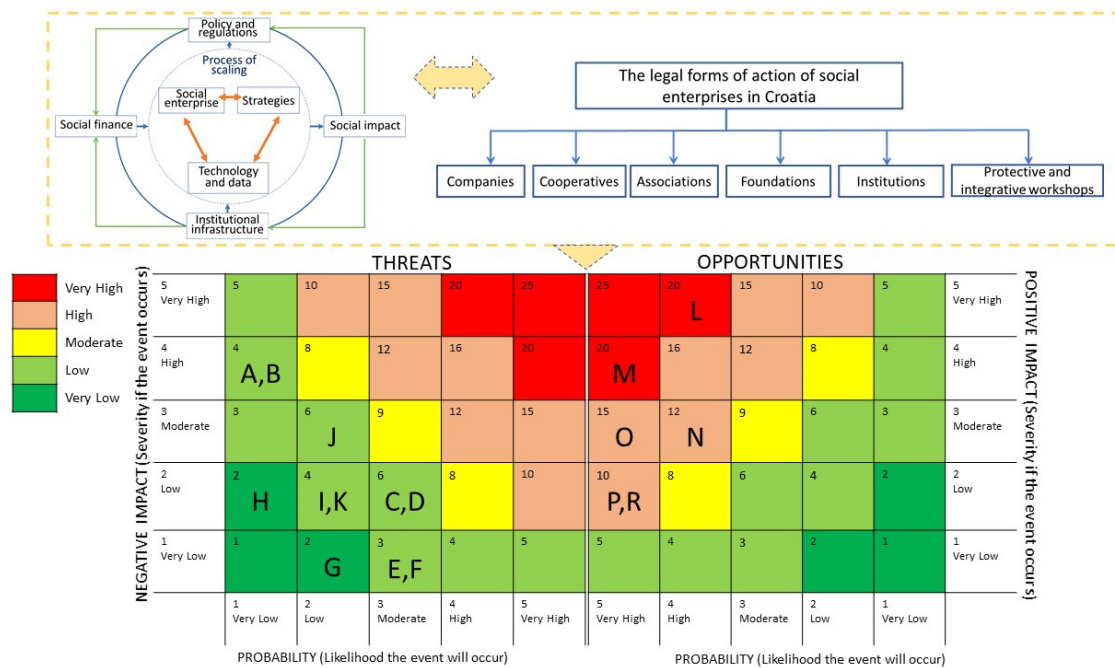 Policy and
regulations
Process of
scaling
Social
enterprise
Strategies
Social finance
Social impact
Technology
and data
Institutional
infrastructure
The legal forms of action of social
enterprises in Croatia
Companies
Cooperatives
Associations
Foundations
Institutions
Protective and
integrative workshops
THREATS
OPPORTUNITIES
Very High
High
Moderate
Low
Very Low
NEGATIVE IMPACT (Severity if the event occurs)
5
Very High
5 10 15 20 25 25 20 15 10 5
L
5
Very High
4
High
4 8 12 16 20 20 16 12 8 4
A,B M
4
High
3
Moderate
3 6 9 12 15 15 12 9 6 3
J O N
3
Moderate
2
Low
2 4 6 8 10 10 8 6 4 2
H I,K C,D P,R
2
Low
1
Very Low
1 2 3 4 5 5 4 3 2 1
G E,F
1
Very Low
POSITIVE IMPACT (Severity if the event occurs)
1 2 3 4 5 5 4 3 2 1
Very Low Low Moderate High Very High Very High High Moderate Low Very Low
PROBABILITY (Likelihood the event will occur)
PROBABILITY (Likelihood the event will occur)